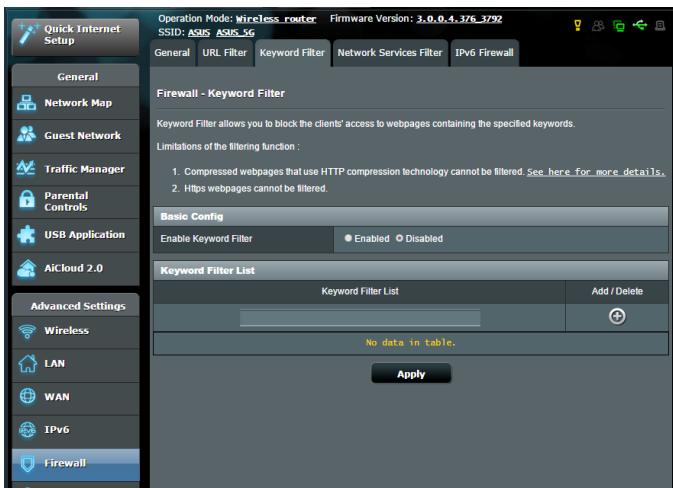 Quick Internet
Setup
Operation Mode: Wireless router Firmware Version: 3.0.0.4.376_3792
SSID: ASUS ASUS_5G
General URL Filter Keyword Filter Network Services Filter IPv6 Firewall
General
Network Map
Guest Network
Traffic Manager
Parental
Controls
USB Application
AiCloud 2.0
Advanced Settings
Wireless
LAN
WAN
IPv6
Firewall
Firewall - Keyword Filter
Keyword Filter allows you to block the clients' access to webpages containing the specified keywords.
Limitations of the filtering function :
1. Compressed webpages that use HTTP compression technology cannot be filtered. See here for more details.
2. Https webpages cannot be filtered.
Basic Config
Enable Keyword Filter Enabled Disabled
Keyword Filter List
Keyword Filter List Add / Delete
No data in table.
Apply